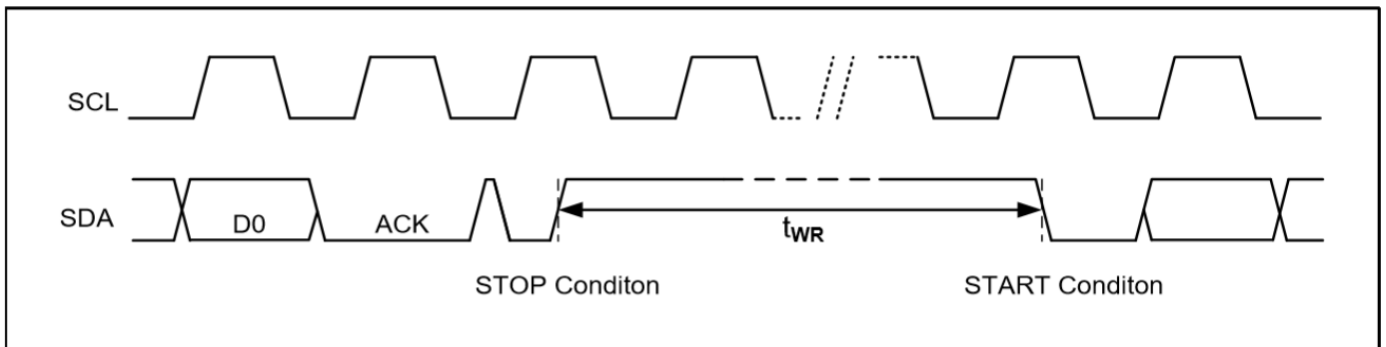 SCL
SDA
D0
ACK
tWR
STOP Conditon
START Conditon